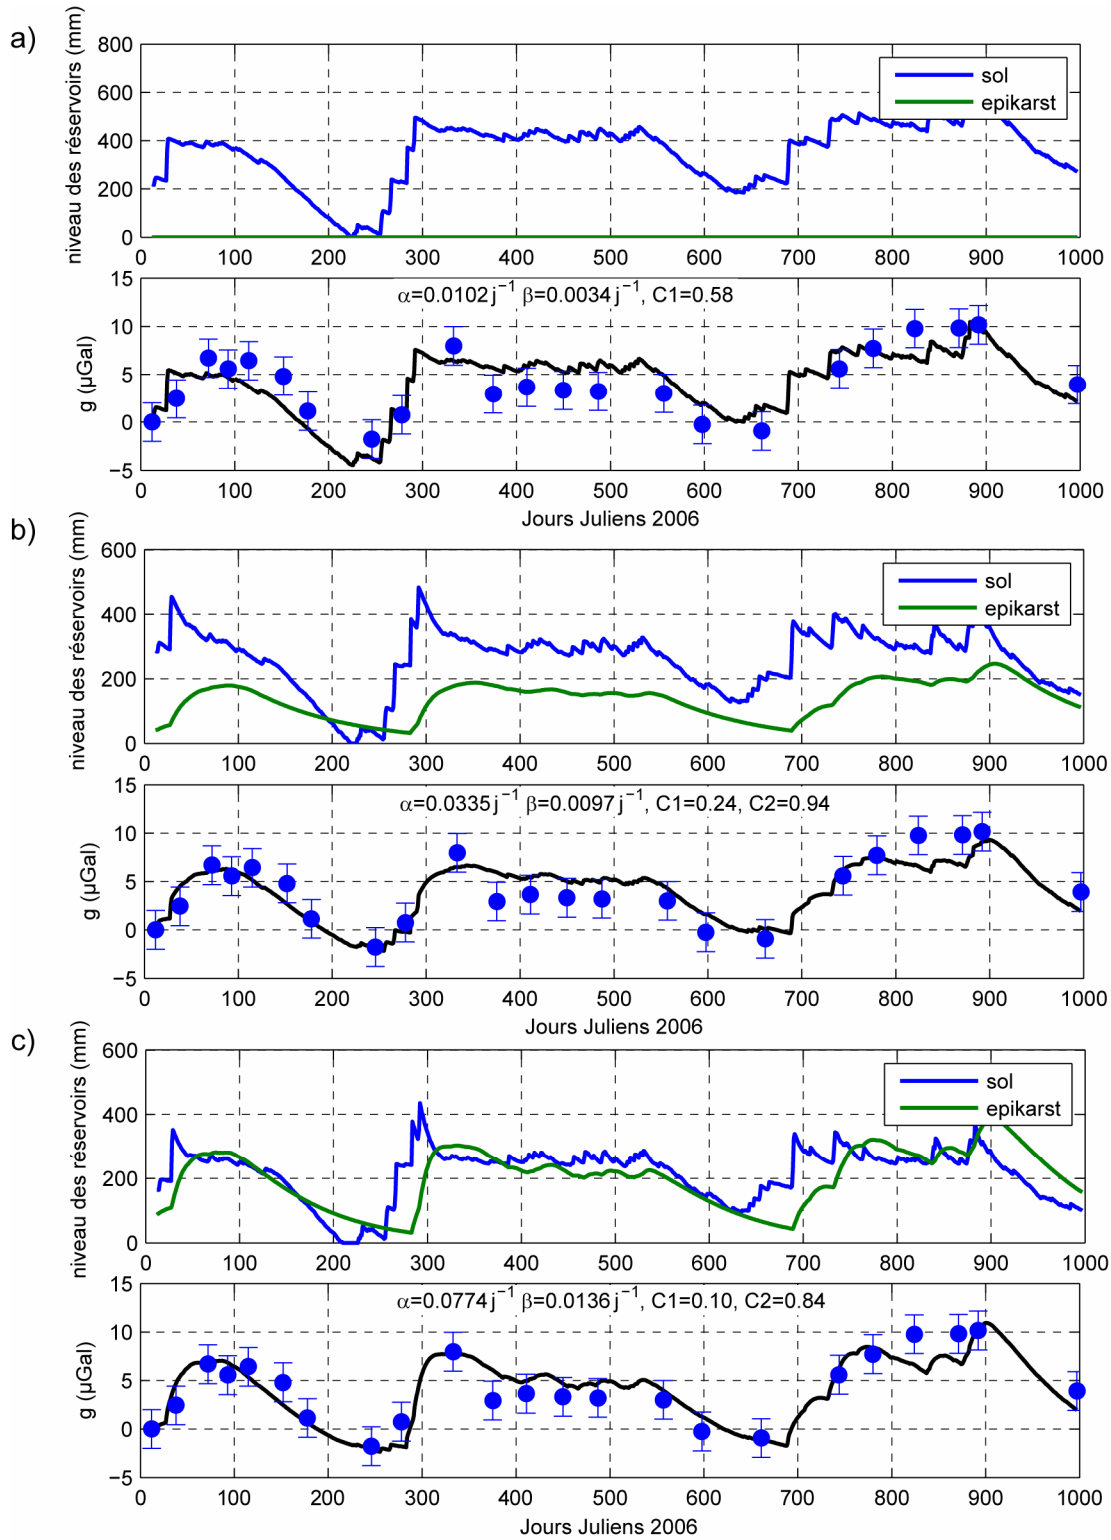 a)
niveau des réservoirs (mm)
800
600
400
200
0
sol
epikarst
0 100 200 300 400 500 600 700 800 900 1000
g (µGal)
15
10
5
0
−5
α=0.0102 j⁻¹ β=0.0034 j⁻¹, C1=0.58
0 100 200 300 400 500 600 700 800 900 1000
Jours Juliens 2006
b)
niveau des réservoirs (mm)
600
400
200
0
sol
epikarst
0 100 200 300 400 500 600 700 800 900 1000
g (µGal)
15
10
5
0
−5
α=0.0335 j⁻¹ β=0.0097 j⁻¹, C1=0.24, C2=0.94
0 100 200 300 400 500 600 700 800 900 1000
Jours Juliens 2006
c)
niveau des réservoirs (mm)
600
400
200
0
sol
epikarst
0 100 200 300 400 500 600 700 800 900 1000
g (µGal)
15
10
5
0
−5
α=0.0774 j⁻¹ β=0.0136 j⁻¹, C1=0.10, C2=0.84
0 100 200 300 400 500 600 700 800 900 1000
Jours Juliens 2006